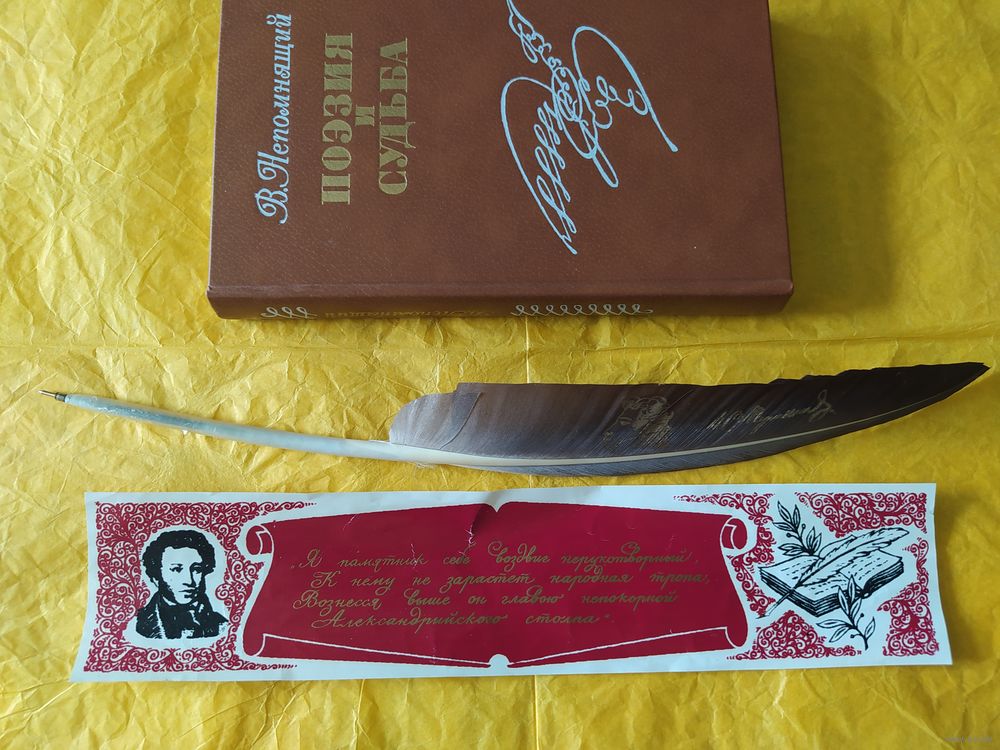 В. Непомнящий
ПОЭЗИЯ
И
СУДЬБА
„Я памятник себе воздвиг нерукотворный,
К нему не зарастет народная тропа,
Вознесся выше он главою непокорной
Александрийского столпа“.